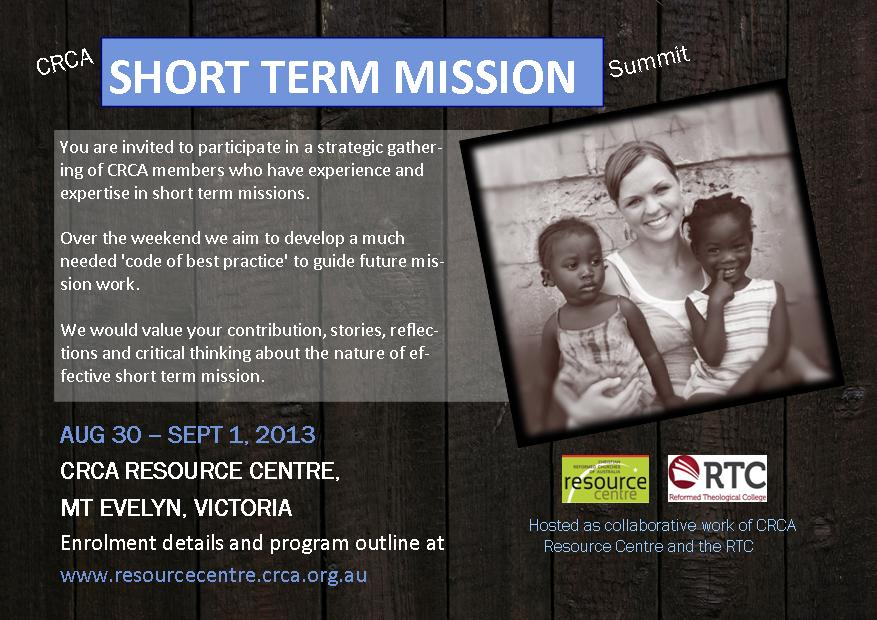 CRCA SHORT TERM MISSION Summit
You are invited to participate in a strategic gather-
ing of CRCA members who have experience and
expertise in short term missions.
Over the weekend we aim to develop a much
needed 'code of best practice' to guide future mis-
sion work.
We would value your contribution, stories, reflec-
tions and critical thinking about the nature of ef-
fective short term mission.
AUG 30 – SEPT 1, 2013
CRCA RESOURCE CENTRE,
MT EVELYN, VICTORIA
Enrolment details and program outline at
www.resourcecentre.crca.org.au
CHRISTIAN
REFORMED CHURCHES
OF AUSTRALIA
resource
centre
RTC
Reformed Theological College
Hosted as collaborative work of CRCA
Resource Centre and the RTC